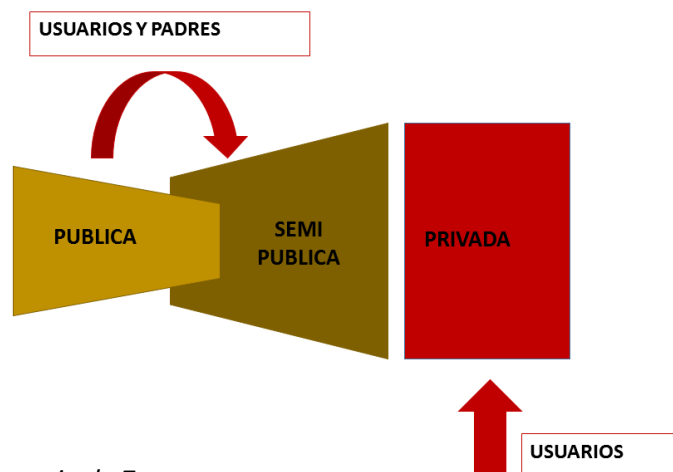 USUARIOS Y PADRES
PUBLICA
SEMI
PUBLICA
PRIVADA
USUARIOS